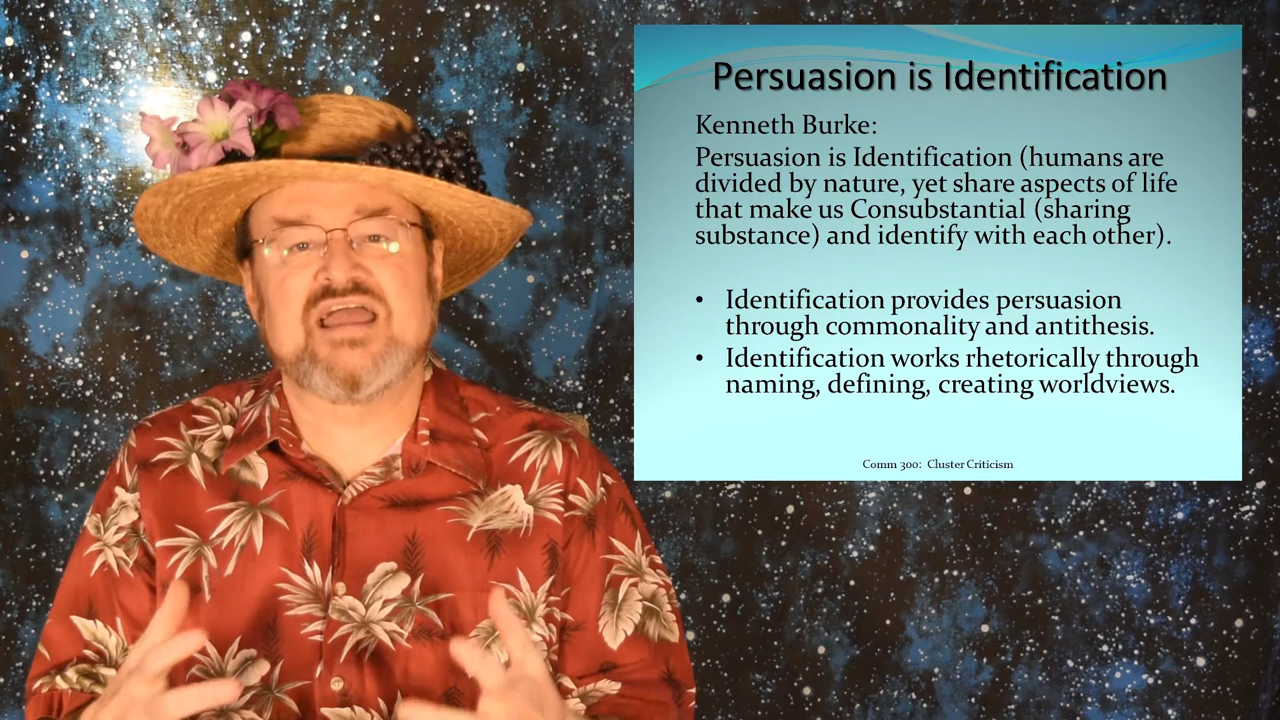 Persuasion is Identification
Kenneth Burke:
Persuasion is Identification (humans are
divided by nature, yet share aspects of life
that make us Consubstantial (sharing
substance) and identify with each other).
• Identification provides persuasion
through commonality and antithesis.
• Identification works rhetorically through
naming, defining, creating worldviews.
Comm 300: Cluster Criticism